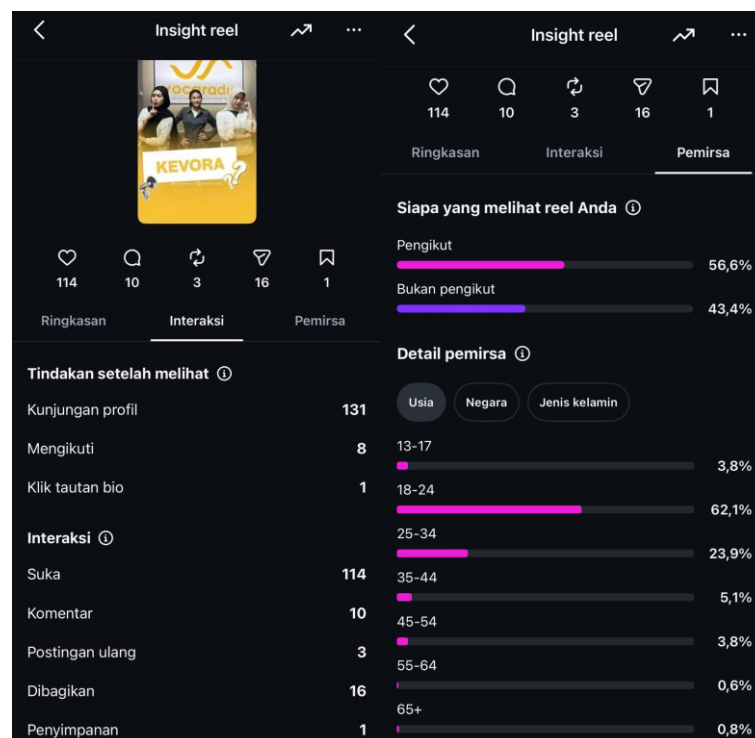 Insight reel
vocaradi
KEVORA
?
114 10 3 16 1
Ringkasan Interaksi Pemirsa
Tindakan setelah melihat
Kunjungan profil 131
Mengikuti 8
Klik tautan bio 1
Interaksi
Suka 114
Komentar 10
Postingan ulang 3
Dibagikan 16
Penyimpanan 1
Insight reel
114 10 3 16 1
Ringkasan Interaksi Pemirsa
Siapa yang melihat reel Anda
Pengikut
56,6%
Bukan pengikut
43,4%
Detail pemirsa
Usia Negara Jenis kelamin
13-17
3,8%
18-24
62,1%
25-34
23,9%
35-44
5,1%
45-54
3,8%
55-64
0,6%
65+
0,8%